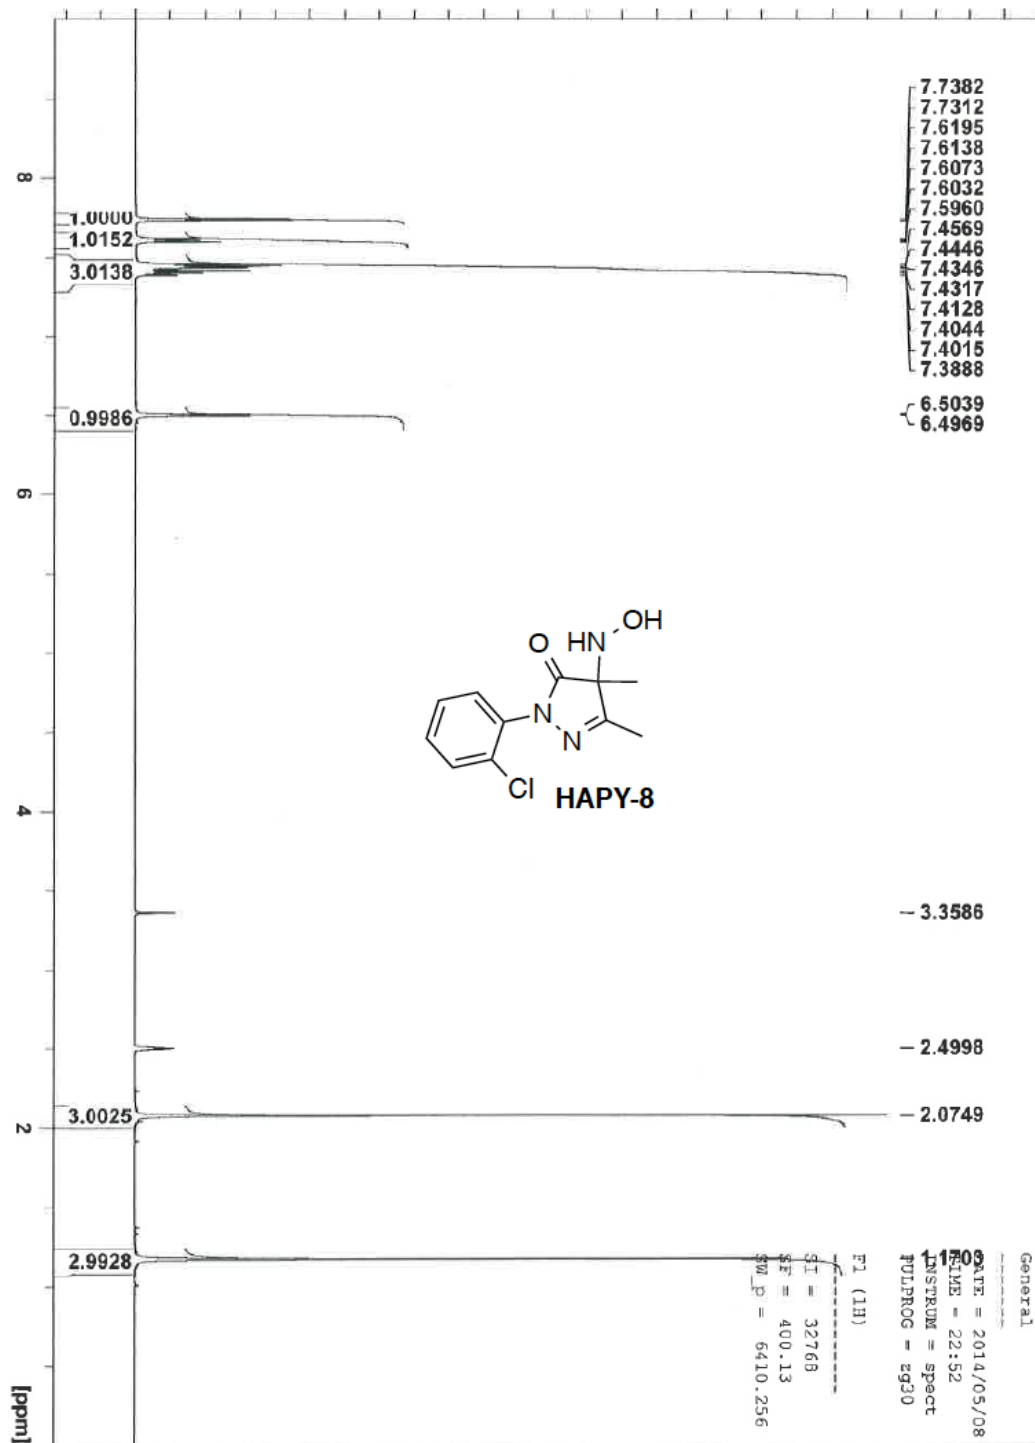 7.7382
7.7312
7.6195
7.6138
7.6073
7.6032
7.5960
7.4569
7.4446
7.4346
7.4317
7.4128
7.4044
7.4015
7.3888
6.5039
6.4969
3.3586
2.4998
2.0749
8
6
4
2
[ppm]
1.0000
1.0152
3.0138
0.9986
3.0025
2.9928
O
HN
OH
N
N
Cl
HAPY-8
General
DATE = 2014/05/08
TIME = 22:52
INSTRUM = spect
PULPROG = zg30
F1 (1H)
SI = 32768
SF = 400.13
SW_p = 6410.256